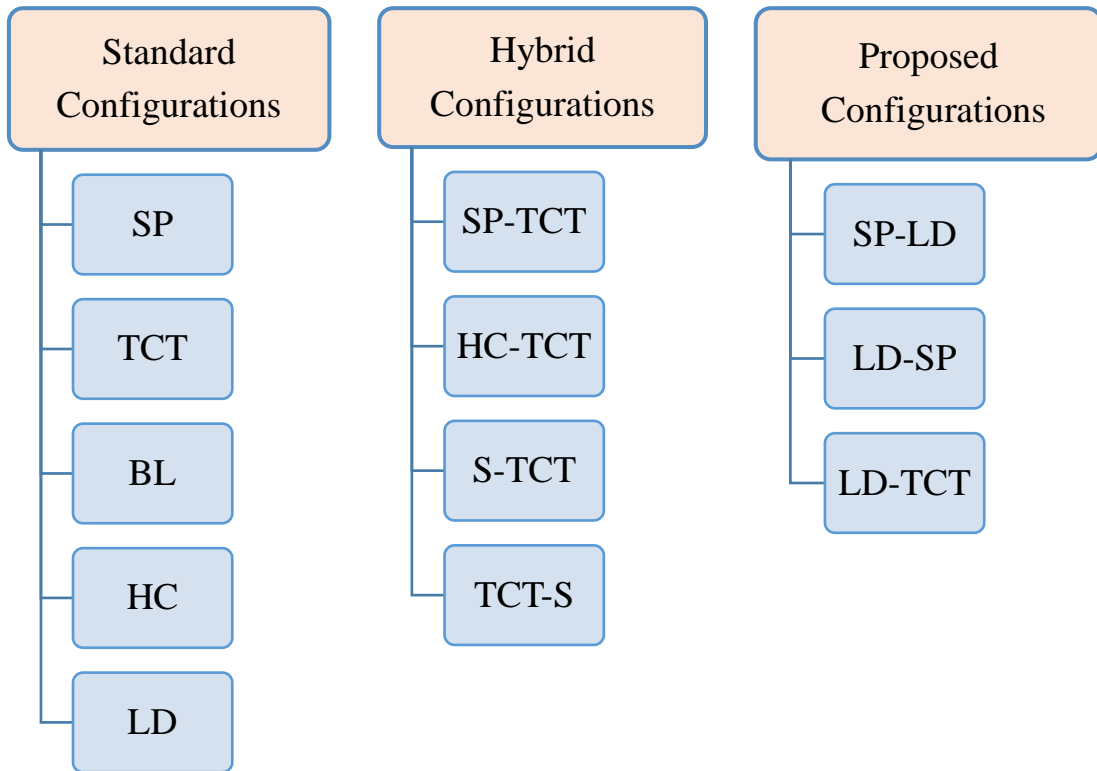 Standard
Configurations
SP
TCT
BL
HC
LD
Hybrid
Configurations
SP-TCT
HC-TCT
S-TCT
TCT-S
Proposed
Configurations
SP-LD
LD-SP
LD-TCT